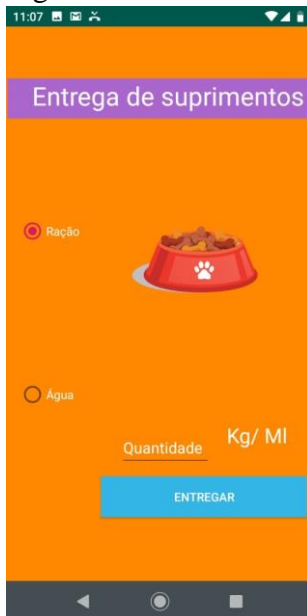 11:07
Entrega de suprimentos
Ração
Água
Quantidade Kg/ Ml
ENTREGAR